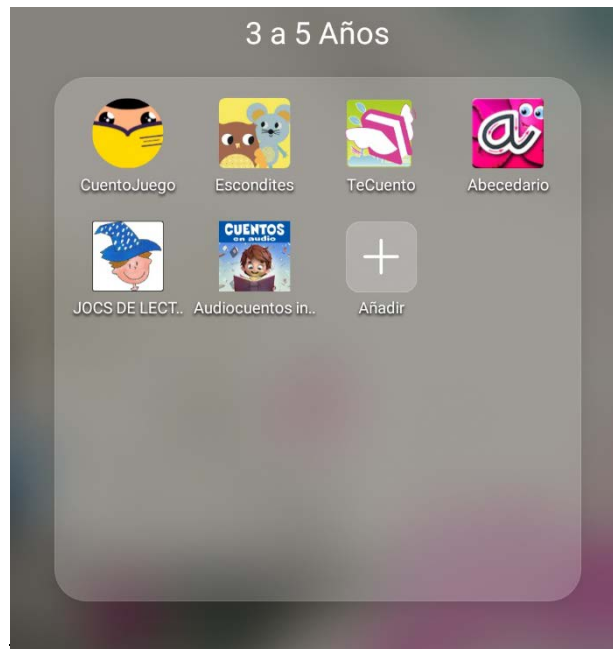 3 a 5 Años
CuentoJuego Escondites TeCuento Abecedario
a
CUENTOS
en audio
JOCS DE LECT.. Audiocuentos in.. Añadir